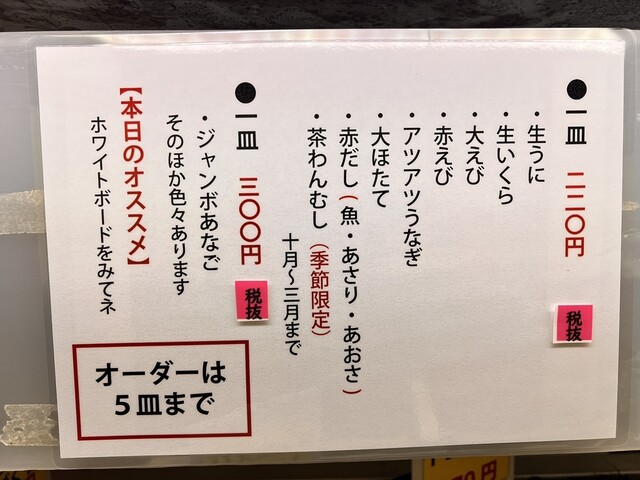 ●一皿 二二〇円
税抜
・生うに
・生いくら
・大えび
・赤えび
・アツアツうなぎ
・大ほたて
・赤だし(魚・あさり・あおさ)
・茶わんむし(季節限定)
十月～三月まで
●一皿 三〇〇円
税抜
・ジャンボあなご
そのほか色々あります
【本日のオススメ】
ホワイトボードをみてネ
オーダーは
５皿まで